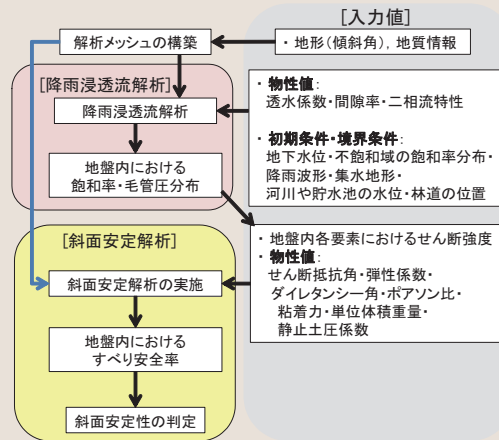 [入力値]
解析メッシュの構築
・地形(傾斜角), 地質情報
[降雨浸透流解析]
降雨浸透流解析
地盤内における
飽和率・毛管圧分布
・物性値:
透水係数・間隙率・二相流特性
・初期条件・境界条件:
地下水位・不飽和域の飽和率分布・
降雨波形・集水地形・
河川や貯水池の水位・林道の位置
[斜面安定解析]
斜面安定解析の実施
地盤内における
すべり安全率
斜面安定性の判定
・地盤内各要素におけるせん断強度
・物性値:
せん断抵抗角・弾性係数・
ダイレタンシー角・ポアソン比・
粘着力・単位体積重量・
静止土圧係数